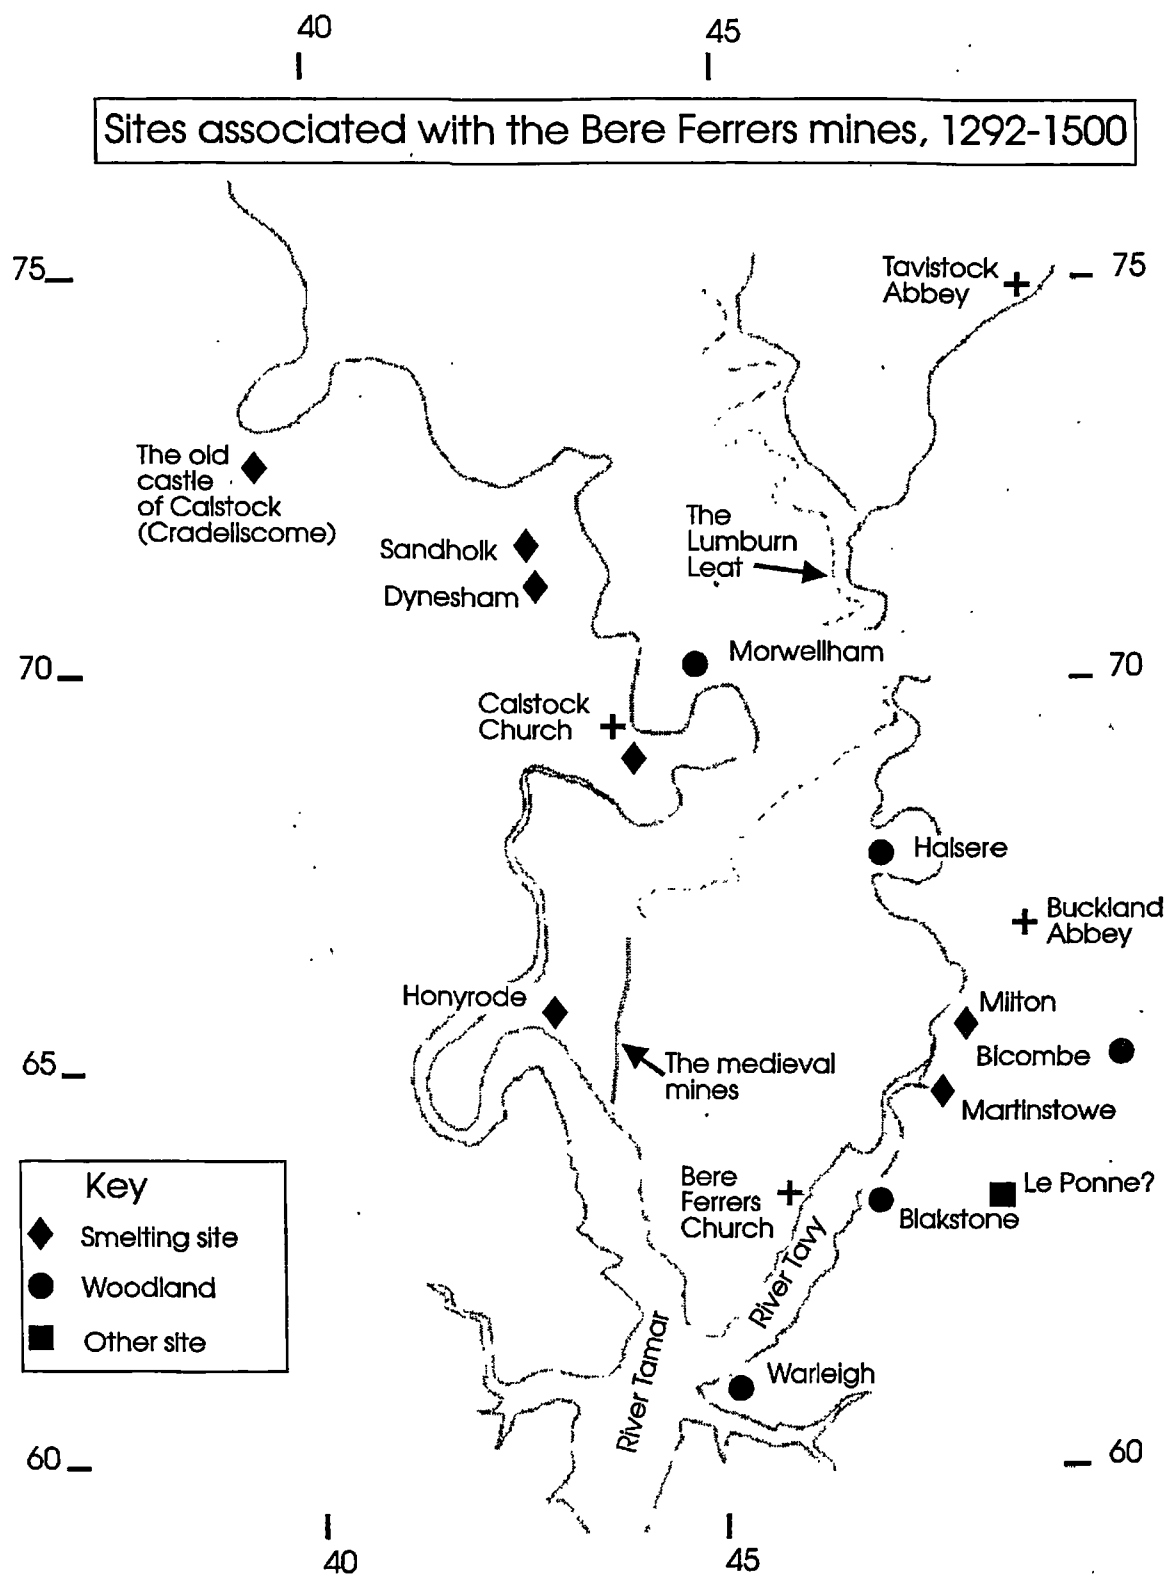 40
45
Sites associated with the Bere Ferrers mines, 1292-1500
75
75
Tavistock
Abbey
The old
castle
of Calstock
(Cradeliscome)
Sandholk
Dynesham
The
Lumburn
Leat
Morwellham
70
70
Calstock
Church
Halsere
Buckland
Abbey
Honyrode
Milton
Bicombe
65
The medieval
mines
Martinstowe
Key
Smelting site
Woodland
Other site
Bere
Ferrers
Church
Le Ponne?
Blakstone
River Tavy
River Tamar
Warleigh
60
60
40
45